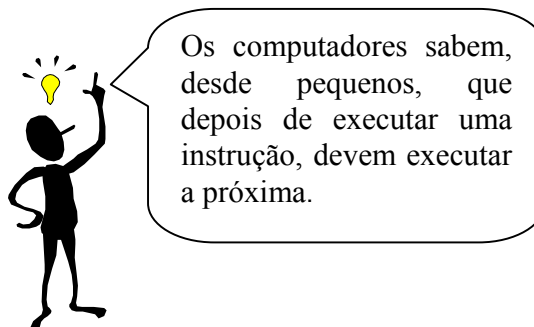 Os computadores sabem,
desde pequenos, que
depois de executar uma
instrução, devem executar
a próxima.